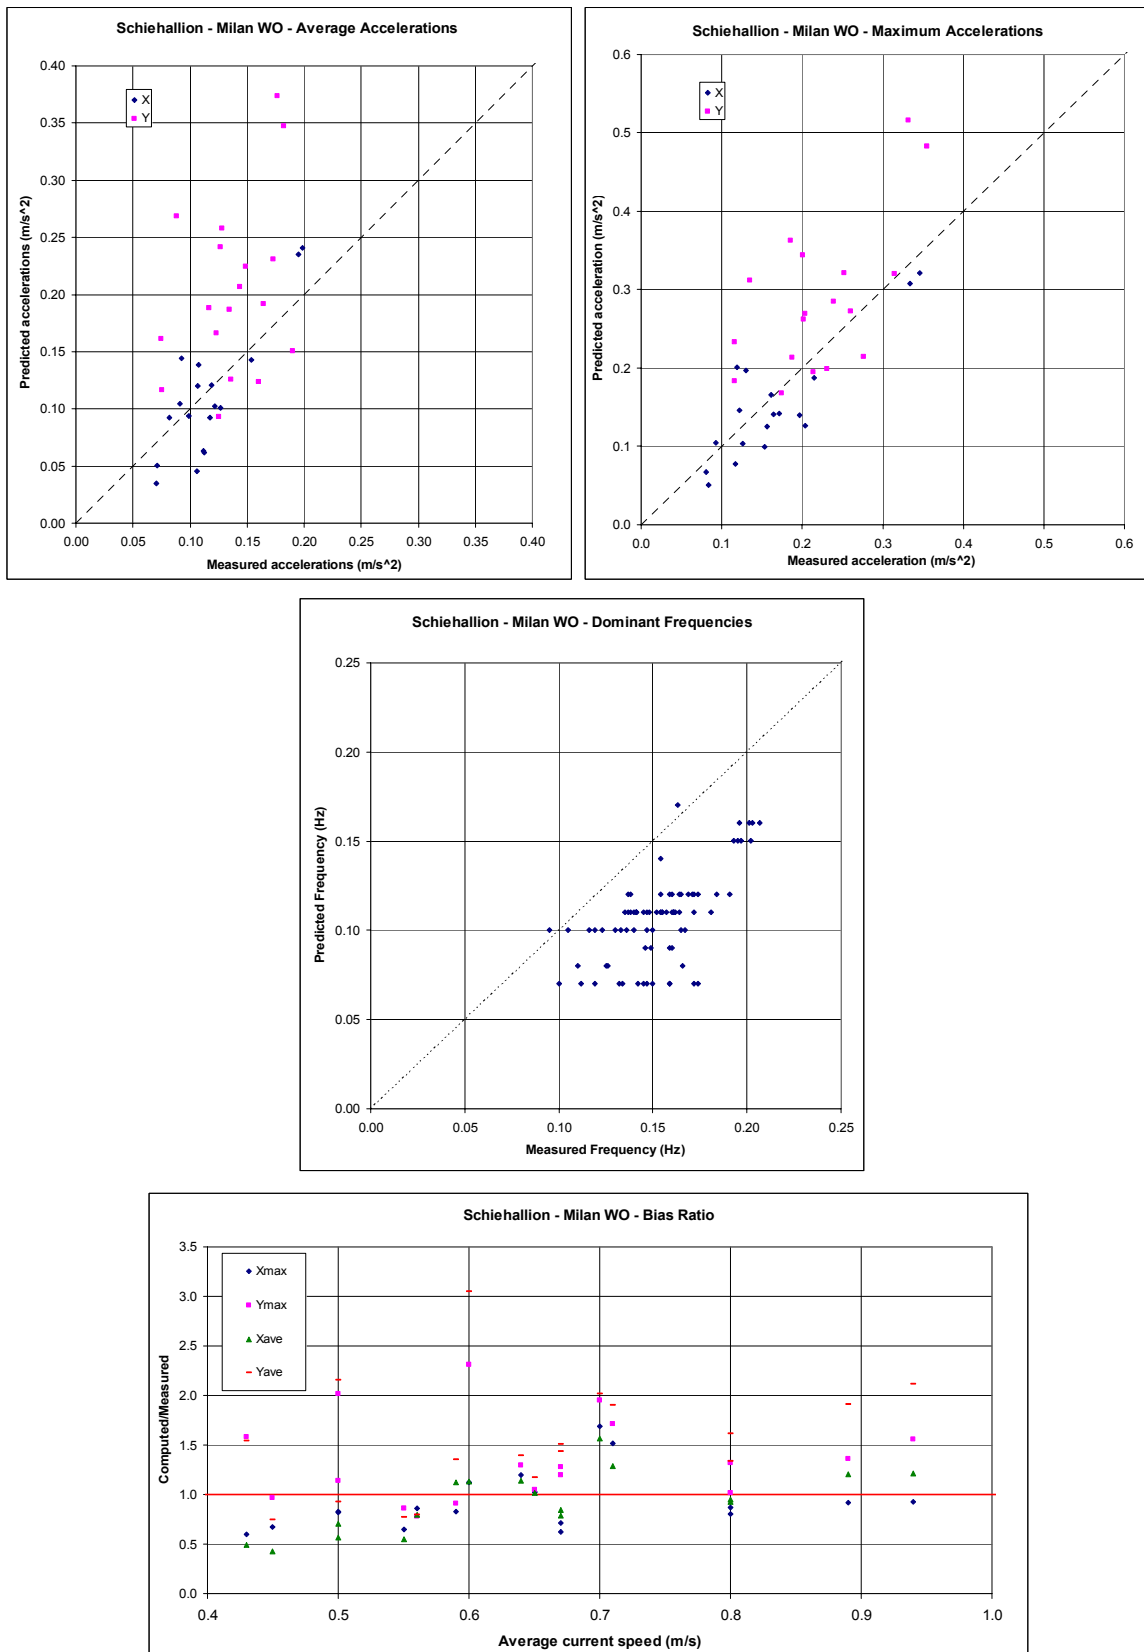 Schiehallion - Milan WO - Average Accelerations
0.40
0.35
0.30
0.25
0.20
0.15
0.10
0.05
0.00
X
Y
Predicted accelerations (m/s^2)
0.00 0.05 0.10 0.15 0.20 0.25 0.30 0.35 0.40
Measured accelerations (m/s^2)
Schiehallion - Milan WO - Maximum Accelerations
0.6
0.5
0.4
0.3
0.2
0.1
0.0
X
Y
Predicted acceleration (m/s^2)
0.0 0.1 0.2 0.3 0.4 0.5 0.6
Measured acceleration (m/s^2)
Schiehallion - Milan WO - Dominant Frequencies
0.25
0.20
0.15
0.10
0.05
0.00
Predicted Frequency (Hz)
0.00 0.05 0.10 0.15 0.20 0.25
Measured Frequency (Hz)
Schiehallion - Milan WO - Bias Ratio
3.5
3.0
2.5
2.0
1.5
1.0
0.5
0.0
Xmax
Ymax
Xave
Yave
Computed/Measured
0.4 0.5 0.6 0.7 0.8 0.9 1.0
Average current speed (m/s)